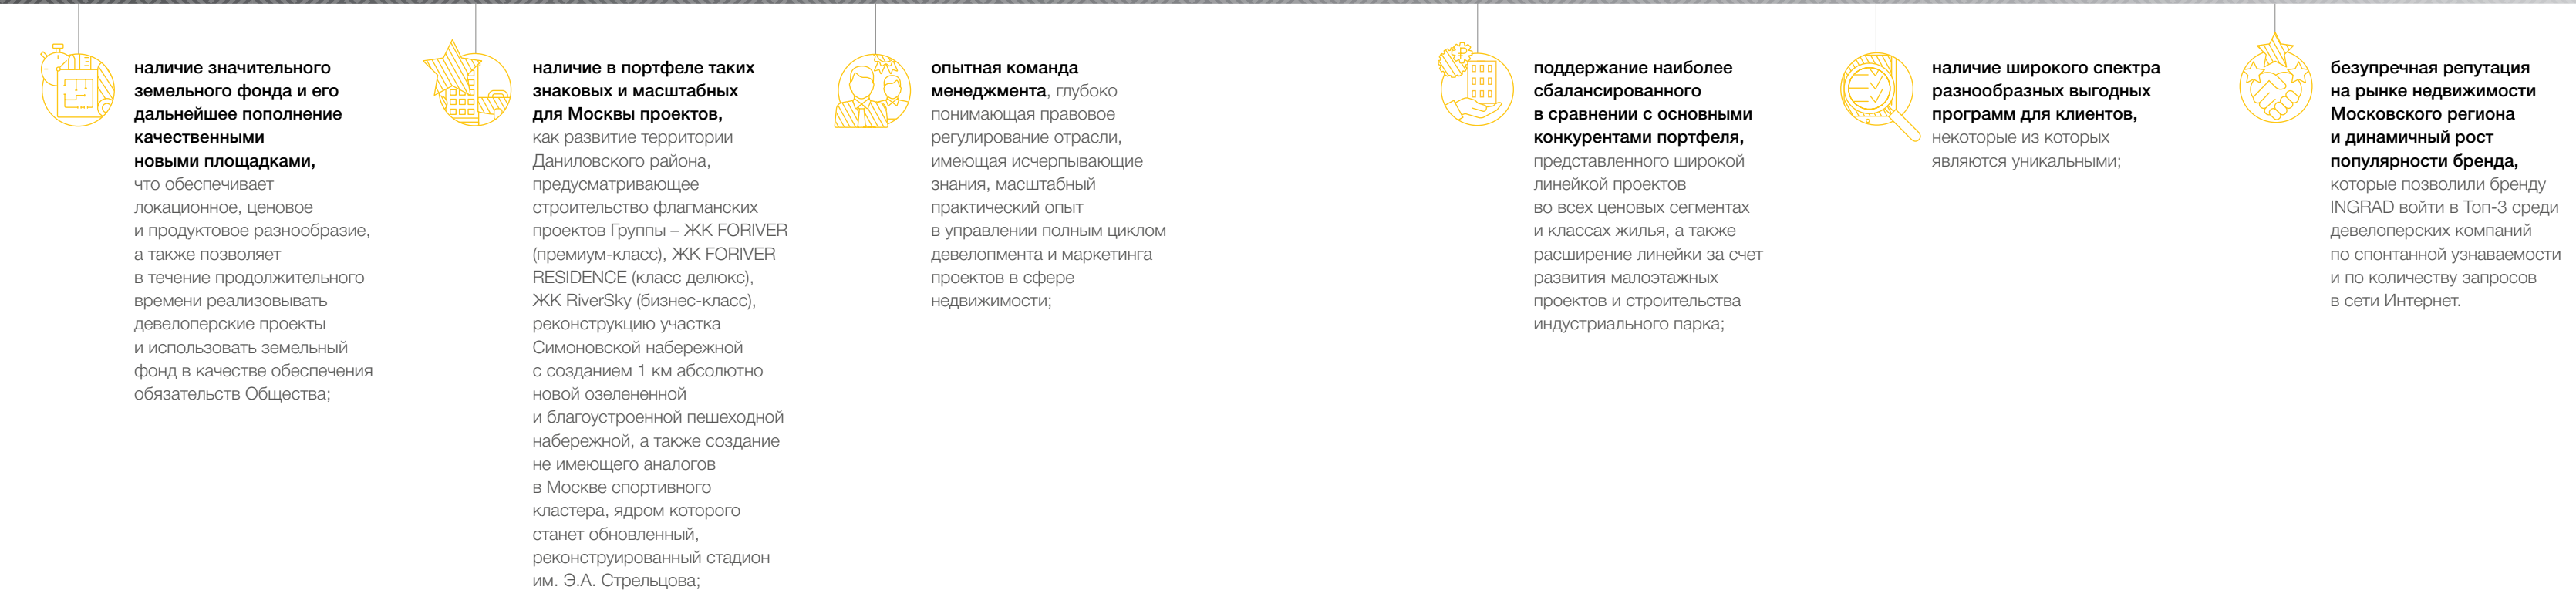 наличие значительного
земельного фонда и его
дальнейшее пополнение
качественными
новыми площадками,
что обеспечивает
локационное, ценовое
и продуктовое разнообразие,
а также позволяет
в течение продолжительного
времени реализовывать
девелоперские проекты
и использовать земельный
фонд в качестве обеспечения
обязательств Общества;
наличие в портфеле таких
знаковых и масштабных
для Москвы проектов,
как развитие территории
Даниловского района,
предусматривающее
строительство флагманских
проектов Группы – ЖК FORIVER
(премиум-класс), ЖК FORIVER
RESIDENCE (класс делюкс),
ЖК RiverSky (бизнес-класс),
реконструкцию участка
Симоновской набережной
с созданием 1 км абсолютно
новой озелененной
и благоустроенной пешеходной
набережной, а также создание
не имеющего аналогов
в Москве спортивного
кластера, ядром которого
станет обновленный,
реконструированный стадион
им. Э.А. Стрельцова;
опытная команда
менеджмента, глубоко
понимающая правовое
регулирование отрасли,
имеющая исчерпывающие
знания, масштабный
практический опыт
в управлении полным циклом
девелопмента и маркетинга
проектов в сфере
недвижимости;
поддержание наиболее
сбалансированного
в сравнении с основными
конкурентами портфеля,
представленного широкой
линейкой проектов
во всех ценовых сегментах
и классах жилья, а также
расширение линейки за счет
развития малоэтажных
проектов и строительства
индустриального парка;
наличие широкого спектра
разнообразных выгодных
программ для клиентов,
некоторые из которых
являются уникальными;
безупречная репутация
на рынке недвижимости
Московского региона
и динамичный рост
популярности бренда,
которые позволили бренду
INGRAD войти в Топ-3 среди
девелоперских компаний
по спонтанной узнаваемости
и по количеству запросов
в сети Интернет.